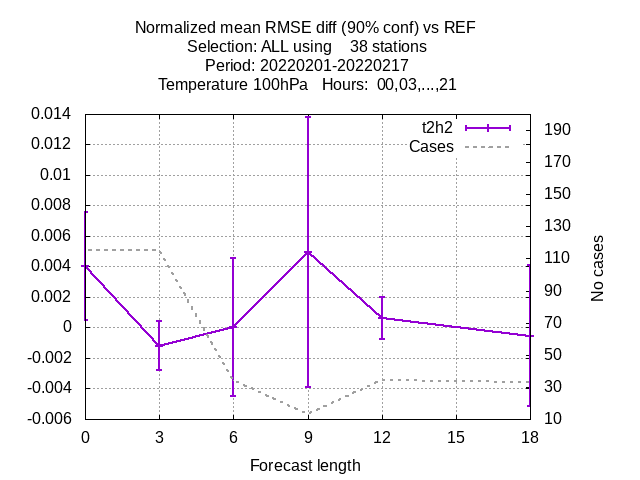 Normalized mean RMSE diff (90% conf) vs REF
Selection: ALL using    38 stations
Period: 20220201-20220217
Temperature 100hPa   Hours:  00,03,...,21
t2h2
Cases
0.014
0.012
0.01
0.008
0.006
0.004
0.002
0
-0.002
-0.004
-0.006
190
170
150
130
110
90
70
50
30
10
No cases
0 3 6 9 12 15 18
Forecast length